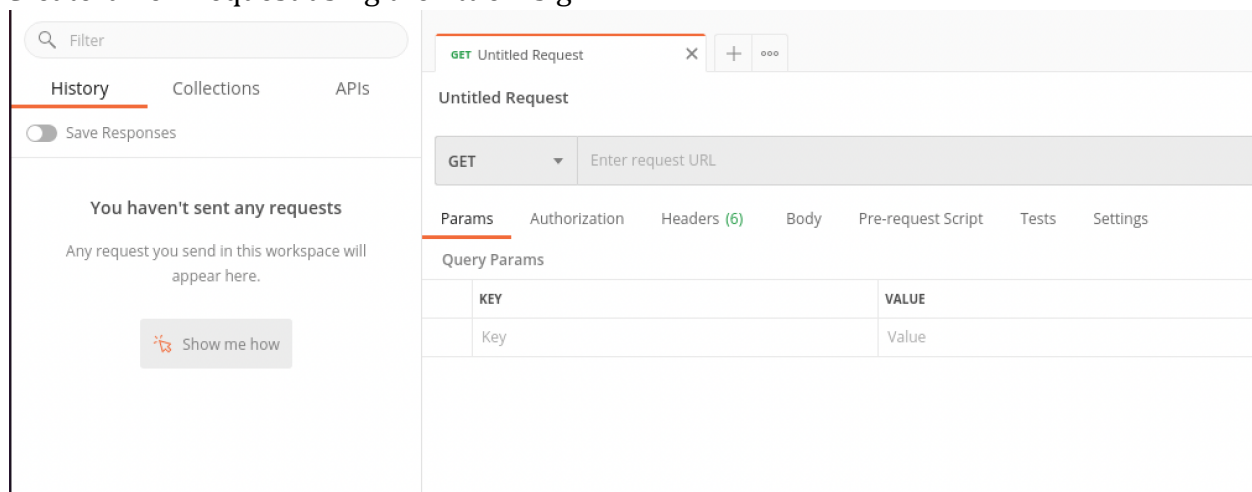 Filter
History Collections APIs
Save Responses
You haven't sent any requests
Any request you send in this workspace will
appear here.
Show me how
GET Untitled Request
Untitled Request
GET Enter request URL
Params Authorization Headers (6) Body Pre-request Script Tests Settings
Query Params
KEY VALUE
Key Value